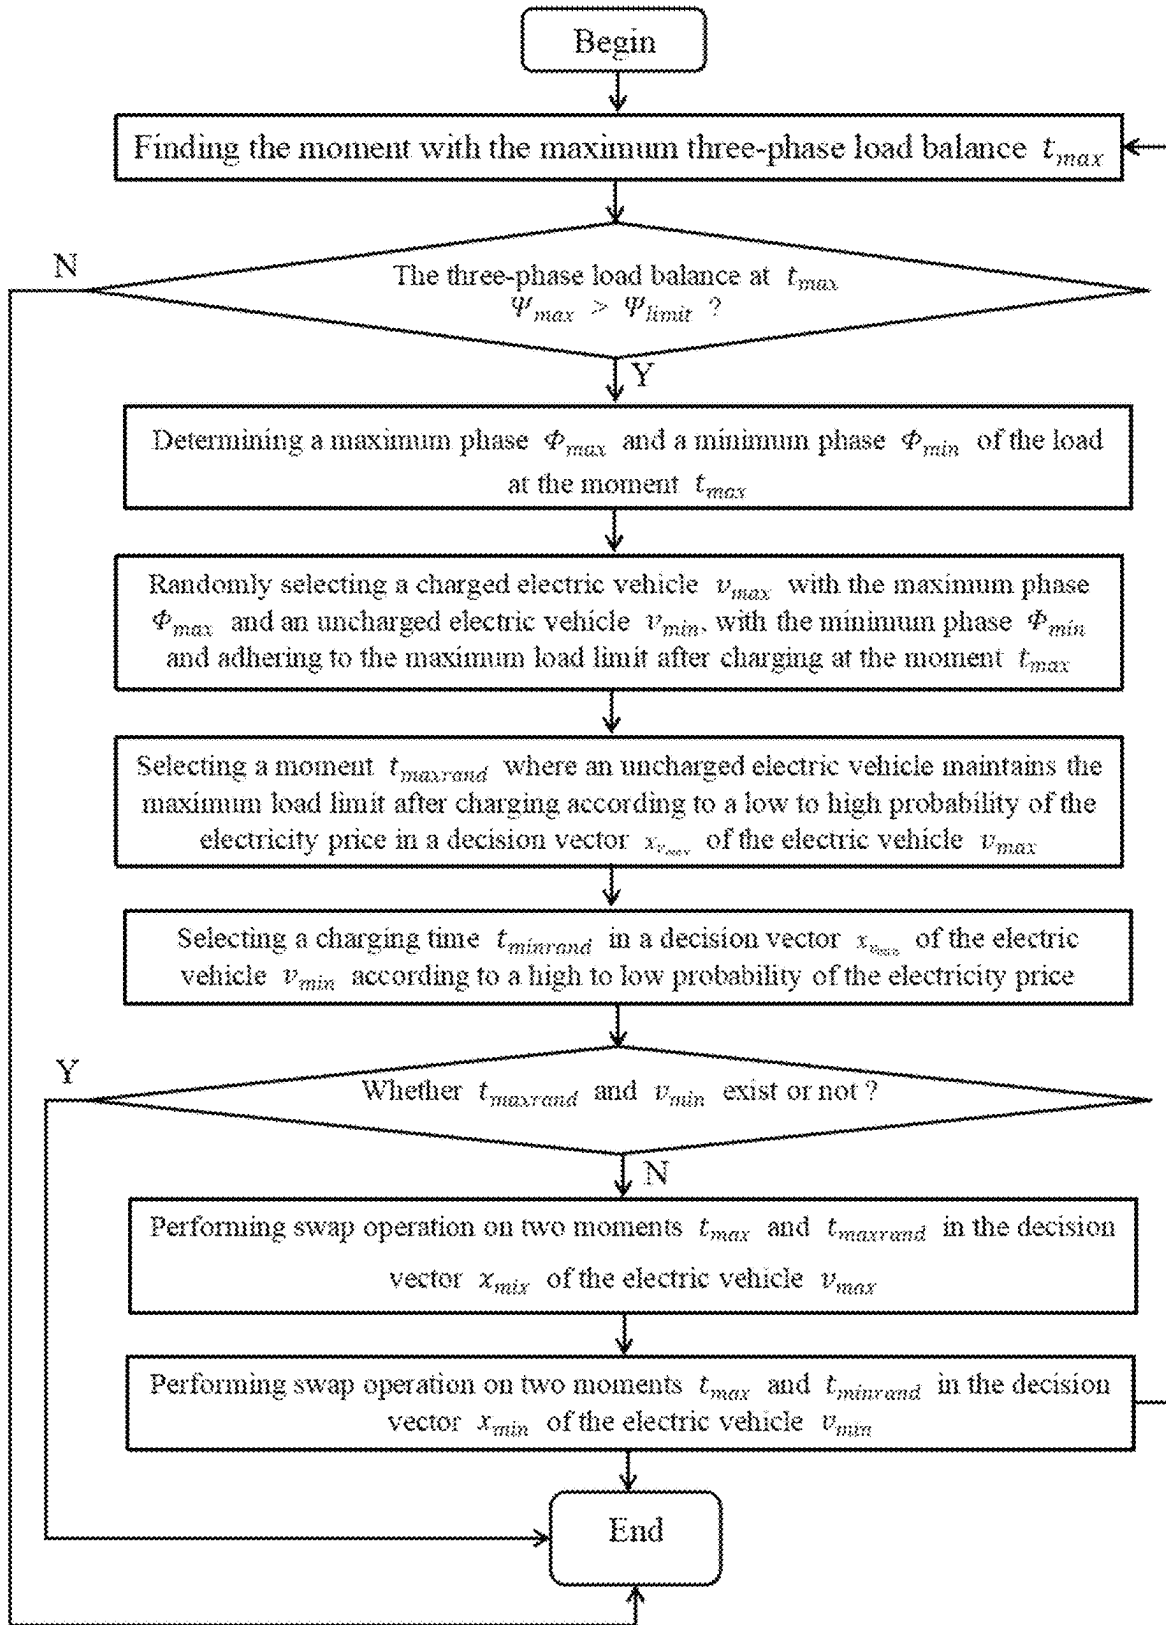 Begin
Finding the moment with the maximum three-phase load balance t_max
N
The three-phase load balance at t_max
Ψ_max > Ψ_limit ?
Y
Determining a maximum phase Φ_max and a minimum phase Φ_min of the load
at the moment t_max
Randomly selecting a charged electric vehicle v_max with the maximum phase
Φ_max and an uncharged electric vehicle v_min, with the minimum phase Φ_min
and adhering to the maximum load limit after charging at the moment t_max
Selecting a moment t_maxrand where an uncharged electric vehicle maintains the
maximum load limit after charging according to a low to high probability of the
electricity price in a decision vector x_v_max of the electric vehicle v_max
Selecting a charging time t_minrand in a decision vector x_v_min of the electric
vehicle v_min according to a high to low probability of the electricity price
Y
Whether t_maxrand and v_min exist or not ?
N
Performing swap operation on two moments t_max and t_maxrand in the decision
vector x_mix of the electric vehicle v_max
Performing swap operation on two moments t_max and t_minrand in the decision
vector x_min of the electric vehicle v_min
End